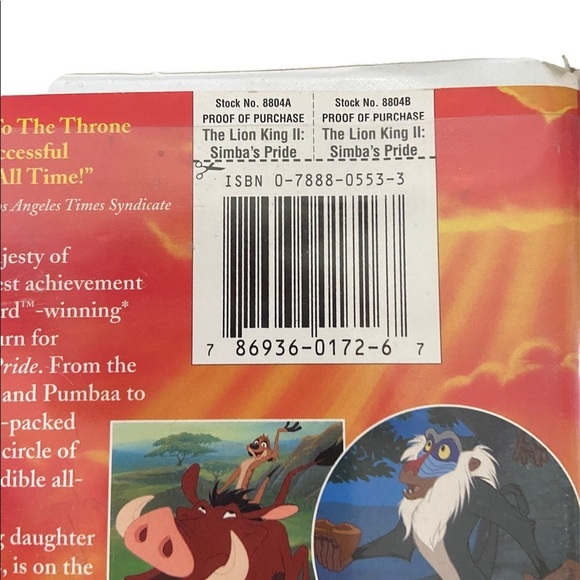 Stock No. 8804A
PROOF OF PURCHASE
The Lion King II:
Simba's Pride
Stock No. 8804B
PROOF OF PURCHASE
The Lion King II:
Simba's Pride
ISBN 0-7888-0553-3
7 86936-0172-6 7
To The Throne
ccessful
All Time!”
os Angeles Times Syndicate
jesty of
est achievement
rd™-winning*
urn for
Pride. From the
and Pumbaa to
-packed
circle of
dible all-
g daughter
, is on the